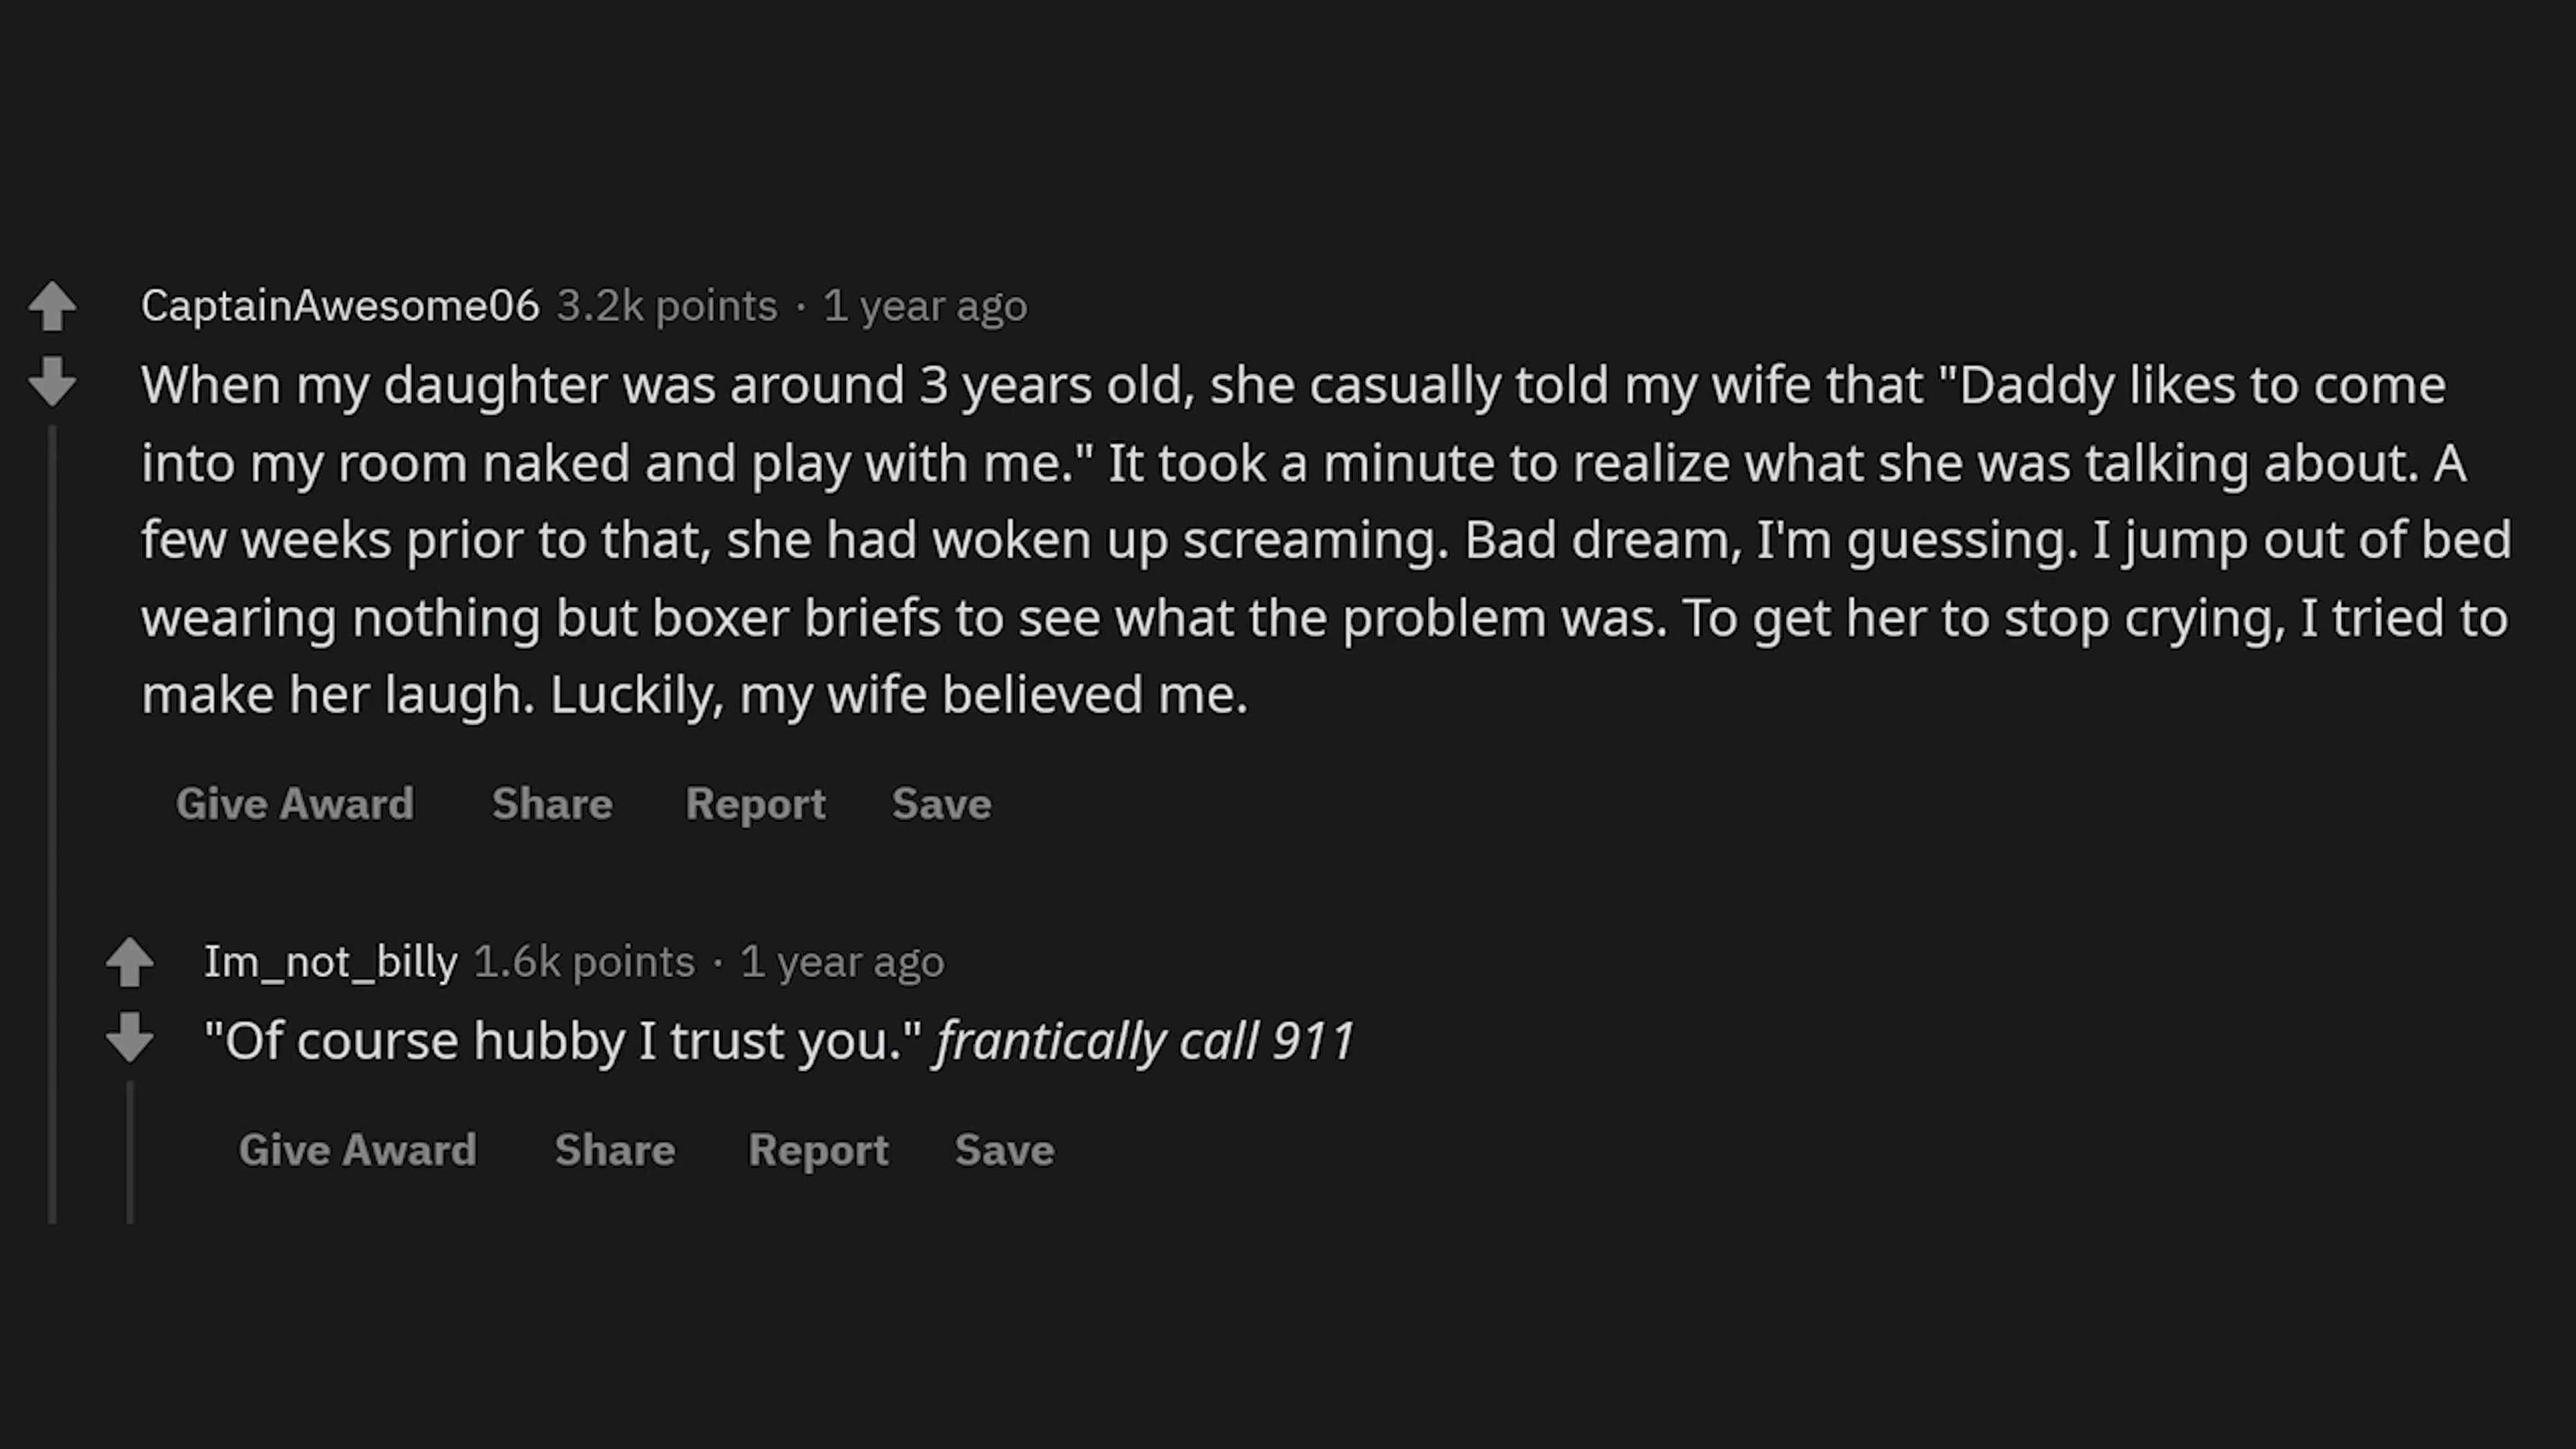 CaptainAwesome06 3.2k points · 1 year ago
When my daughter was around 3 years old, she casually told my wife that "Daddy likes to come
into my room naked and play with me." It took a minute to realize what she was talking about. A
few weeks prior to that, she had woken up screaming. Bad dream, I'm guessing. I jump out of bed
wearing nothing but boxer briefs to see what the problem was. To get her to stop crying, I tried to
make her laugh. Luckily, my wife believed me.
Give Award Share Report Save
Im_not_billy 1.6k points · 1 year ago
"Of course hubby I trust you." frantically call 911
Give Award Share Report Save